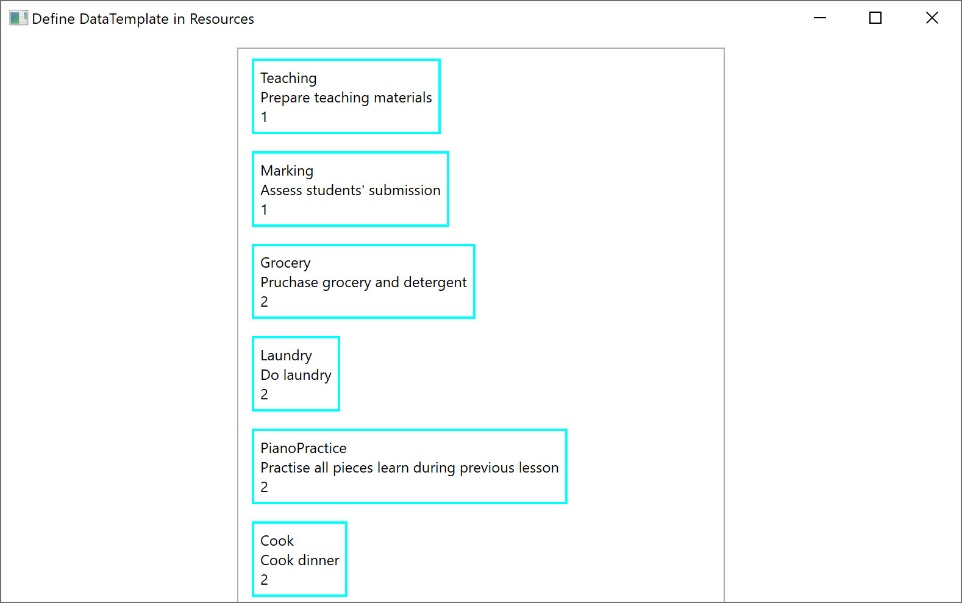 Define DataTemplate in Resources
Teaching
Prepare teaching materials
1
Marking
Assess students' submission
1
Grocery
Pruchase grocery and detergent
2
Laundry
Do laundry
2
PianoPractice
Practise all pieces learn during previous lesson
2
Cook
Cook dinner
2